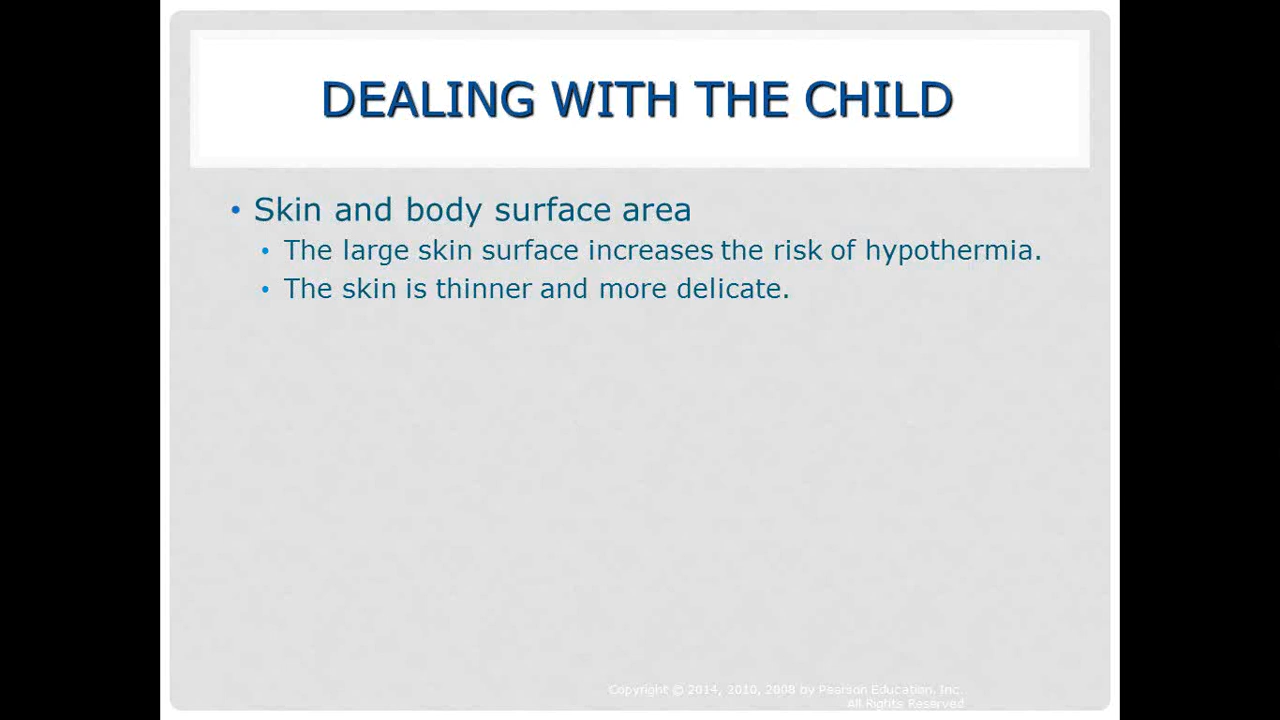 DEALING WITH THE CHILD
• Skin and body surface area
• The large skin surface increases the risk of hypothermia.
• The skin is thinner and more delicate.
Copyright © 2014, 2010, 2008 by Pearson Education, Inc.
All Rights Reserved